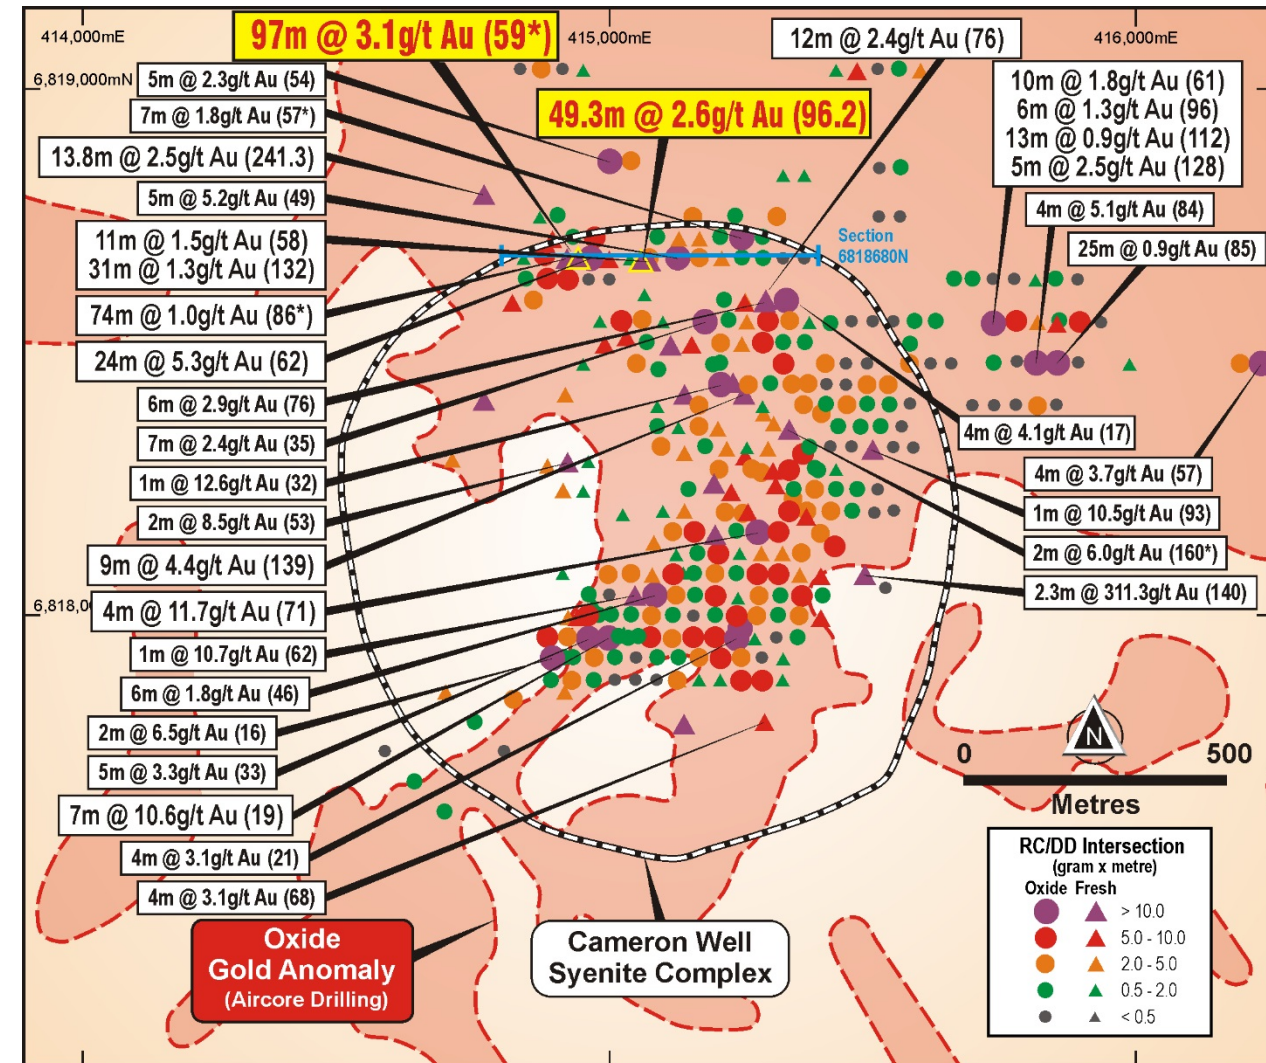 414,000mE
97m @ 3.1g/t Au (59*)
415,000mE
12m @ 2.4g/t Au (76)
416,000mE
6,819,000mN
5m @ 2.3g/t Au (54)
7m @ 1.8g/t Au (57*)
13.8m @ 2.5g/t Au (241.3)
5m @ 5.2g/t Au (49)
11m @ 1.5g/t Au (58)
31m @ 1.3g/t Au (132)
74m @ 1.0g/t Au (86*)
24m @ 5.3g/t Au (62)
6m @ 2.9g/t Au (76)
7m @ 2.4g/t Au (35)
1m @ 12.6g/t Au (32)
2m @ 8.5g/t Au (53)
9m @ 4.4g/t Au (139)
4m @ 11.7g/t Au (71)
6,818,0
1m @ 10.7g/t Au (62)
6m @ 1.8g/t Au (46)
2m @ 6.5g/t Au (16)
5m @ 3.3g/t Au (33)
7m @ 10.6g/t Au (19)
4m @ 3.1g/t Au (21)
4m @ 3.1g/t Au (68)
49.3m @ 2.6g/t Au (96.2)
10m @ 1.8g/t Au (61)
6m @ 1.3g/t Au (96)
13m @ 0.9g/t Au (112)
5m @ 2.5g/t Au (128)
4m @ 5.1g/t Au (84)
25m @ 0.9g/t Au (85)
Section
6818680N
4m @ 4.1g/t Au (17)
4m @ 3.7g/t Au (57)
1m @ 10.5g/t Au (93)
2m @ 6.0g/t Au (160*)
2.3m @ 311.3g/t Au (140)
N
0 500
Metres
Oxide
Gold Anomaly
(Aircore Drilling)
Cameron Well
Syenite Complex
RC/DD Intersection
(gram x metre)
Oxide Fresh
> 10.0
5.0 - 10.0
2.0 - 5.0
0.5 - 2.0
< 0.5